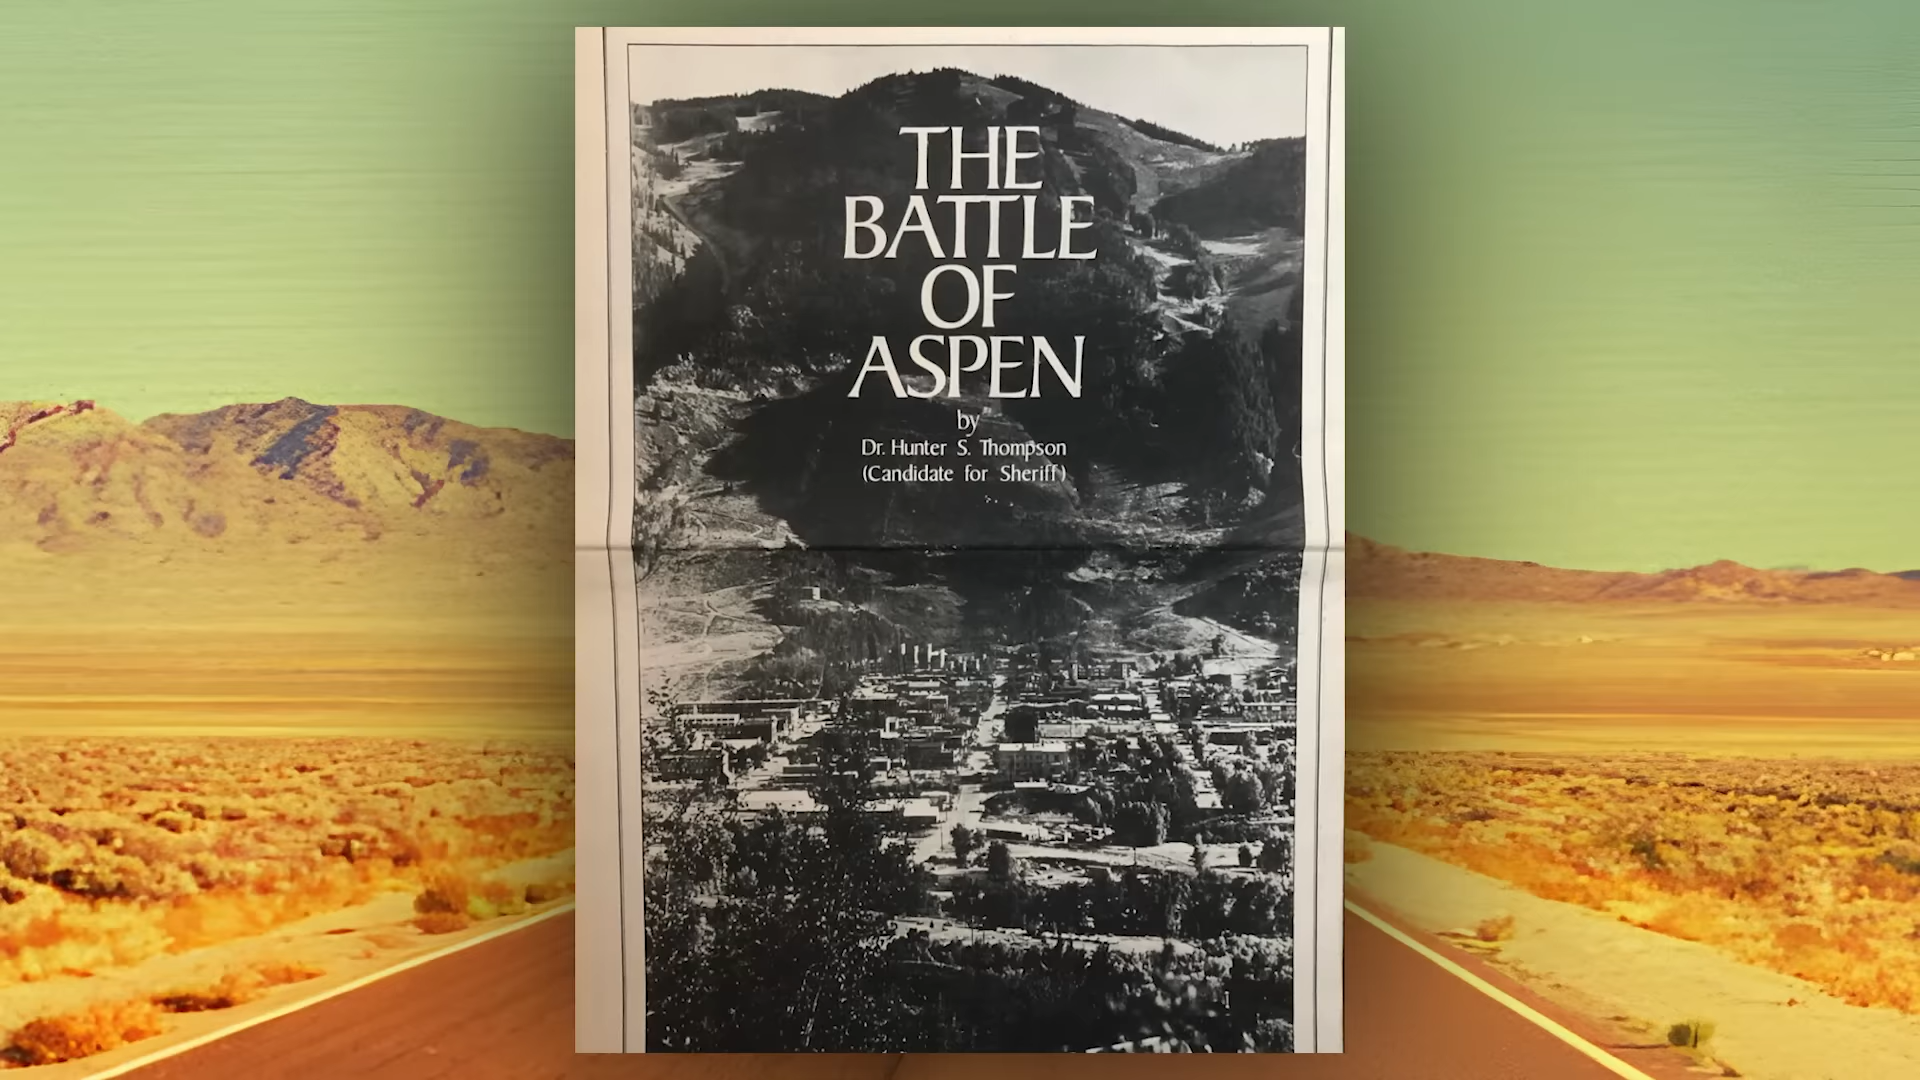 THE
BATTLE
OF
ASPEN
by
Dr. Hunter S. Thompson
(Candidate for Sheriff)